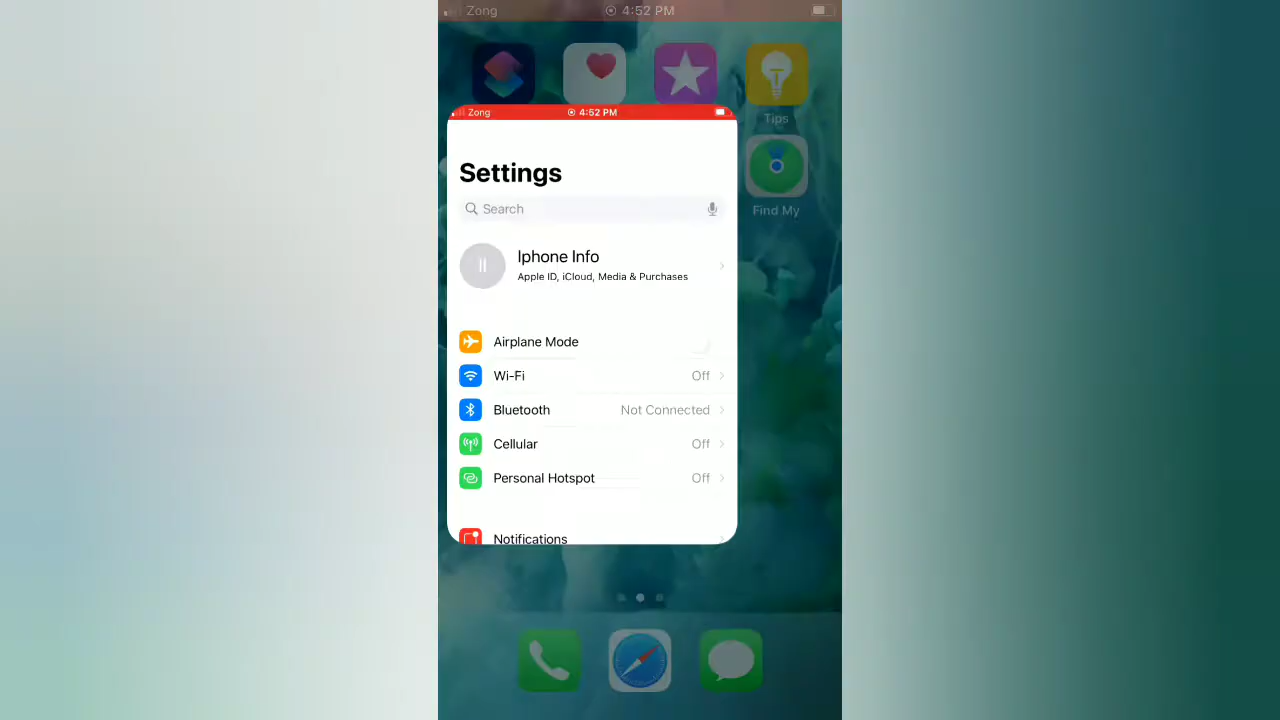 Zong 4:52 PM
Tips
Find My
Zong 4:52 PM
Settings
Search
II Iphone Info
Apple ID, iCloud, Media & Purchases
Airplane Mode
Wi-Fi Off
Bluetooth Not Connected
Cellular Off
Personal Hotspot Off
Notifications